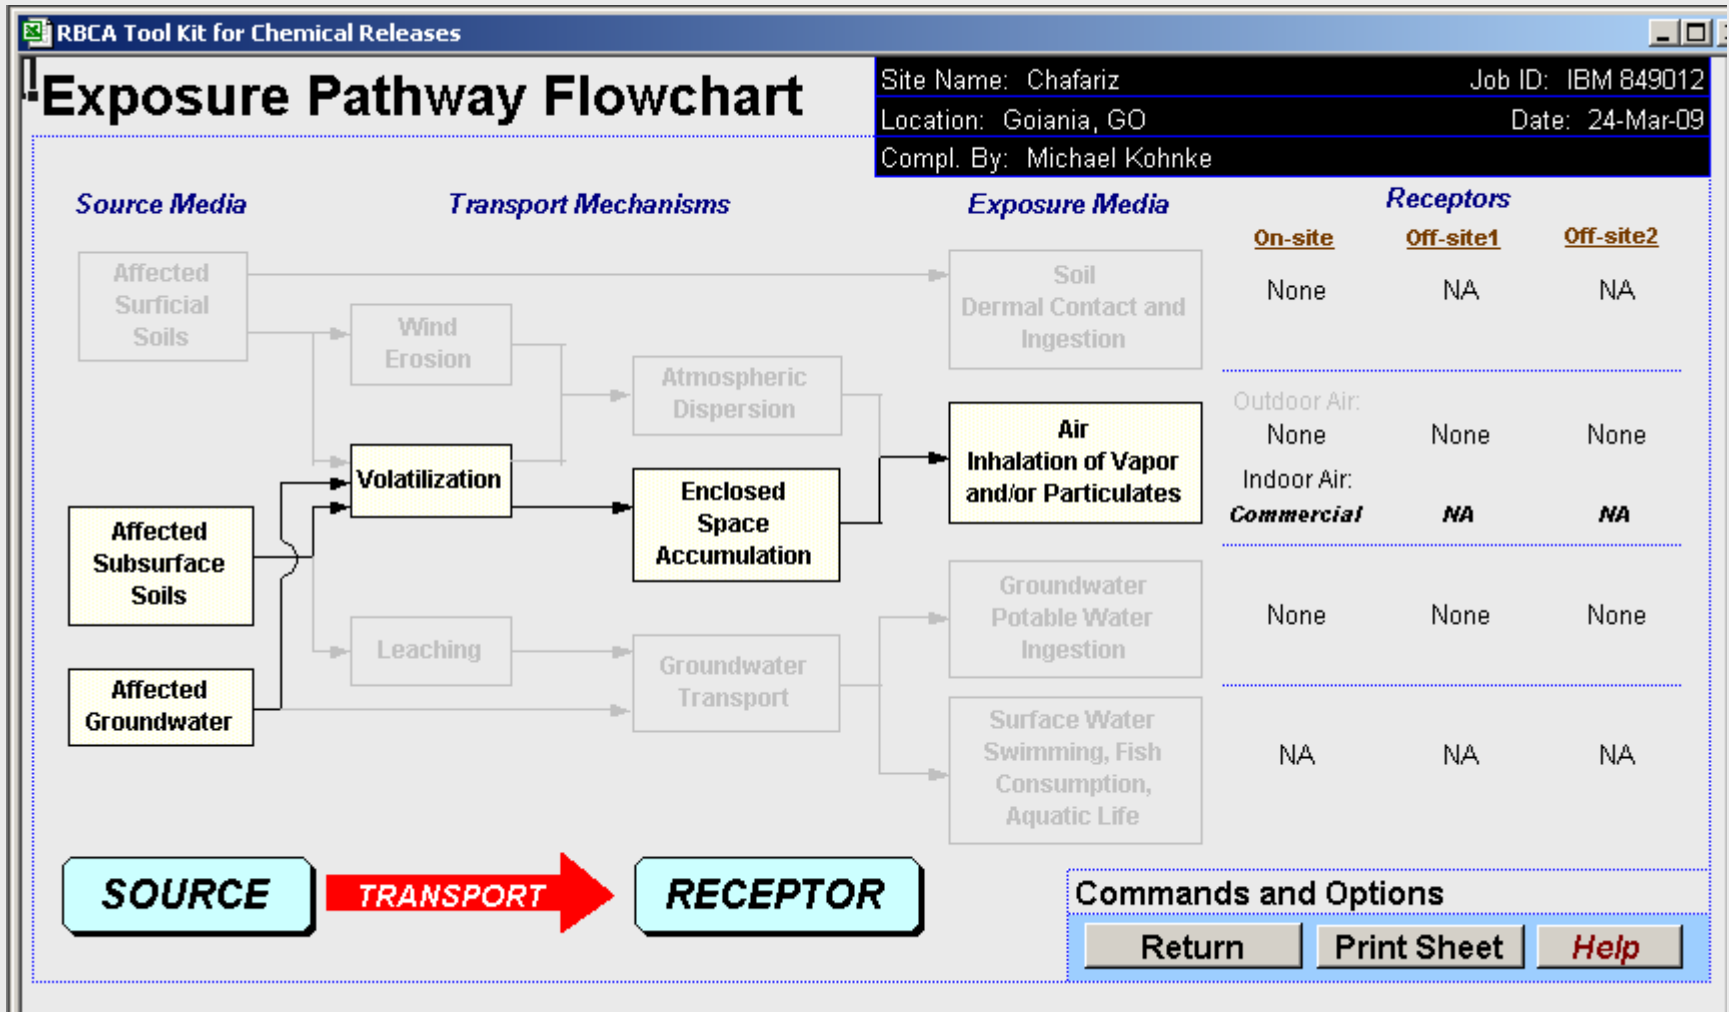 RBCA Tool Kit for Chemical Releases
Exposure Pathway Flowchart
Site Name: Chafariz Job ID: IBM 849012
Location: Goiania, GO Date: 24-Mar-09
Compl. By: Michael Kohnke
Source Media Transport Mechanisms Exposure Media Receptors
On-site Off-site1 Off-site2
Affected
Surficial
Soils
Wind
Erosion
Atmospheric
Dispersion
Soil
Dermal Contact and
Ingestion
None NA NA
Volatilization
Enclosed
Space
Accumulation
Air
Inhalation of Vapor
and/or Particulates
Outdoor Air:
None None None
Indoor Air:
Commercial NA NA
Affected
Subsurface
Soils
Leaching
Groundwater
Transport
Groundwater
Potable Water
Ingestion
None None None
Affected
Groundwater
Surface Water
Swimming, Fish
Consumption,
Aquatic Life
NA NA NA
SOURCE TRANSPORT RECEPTOR
Commands and Options
Return Print Sheet Help